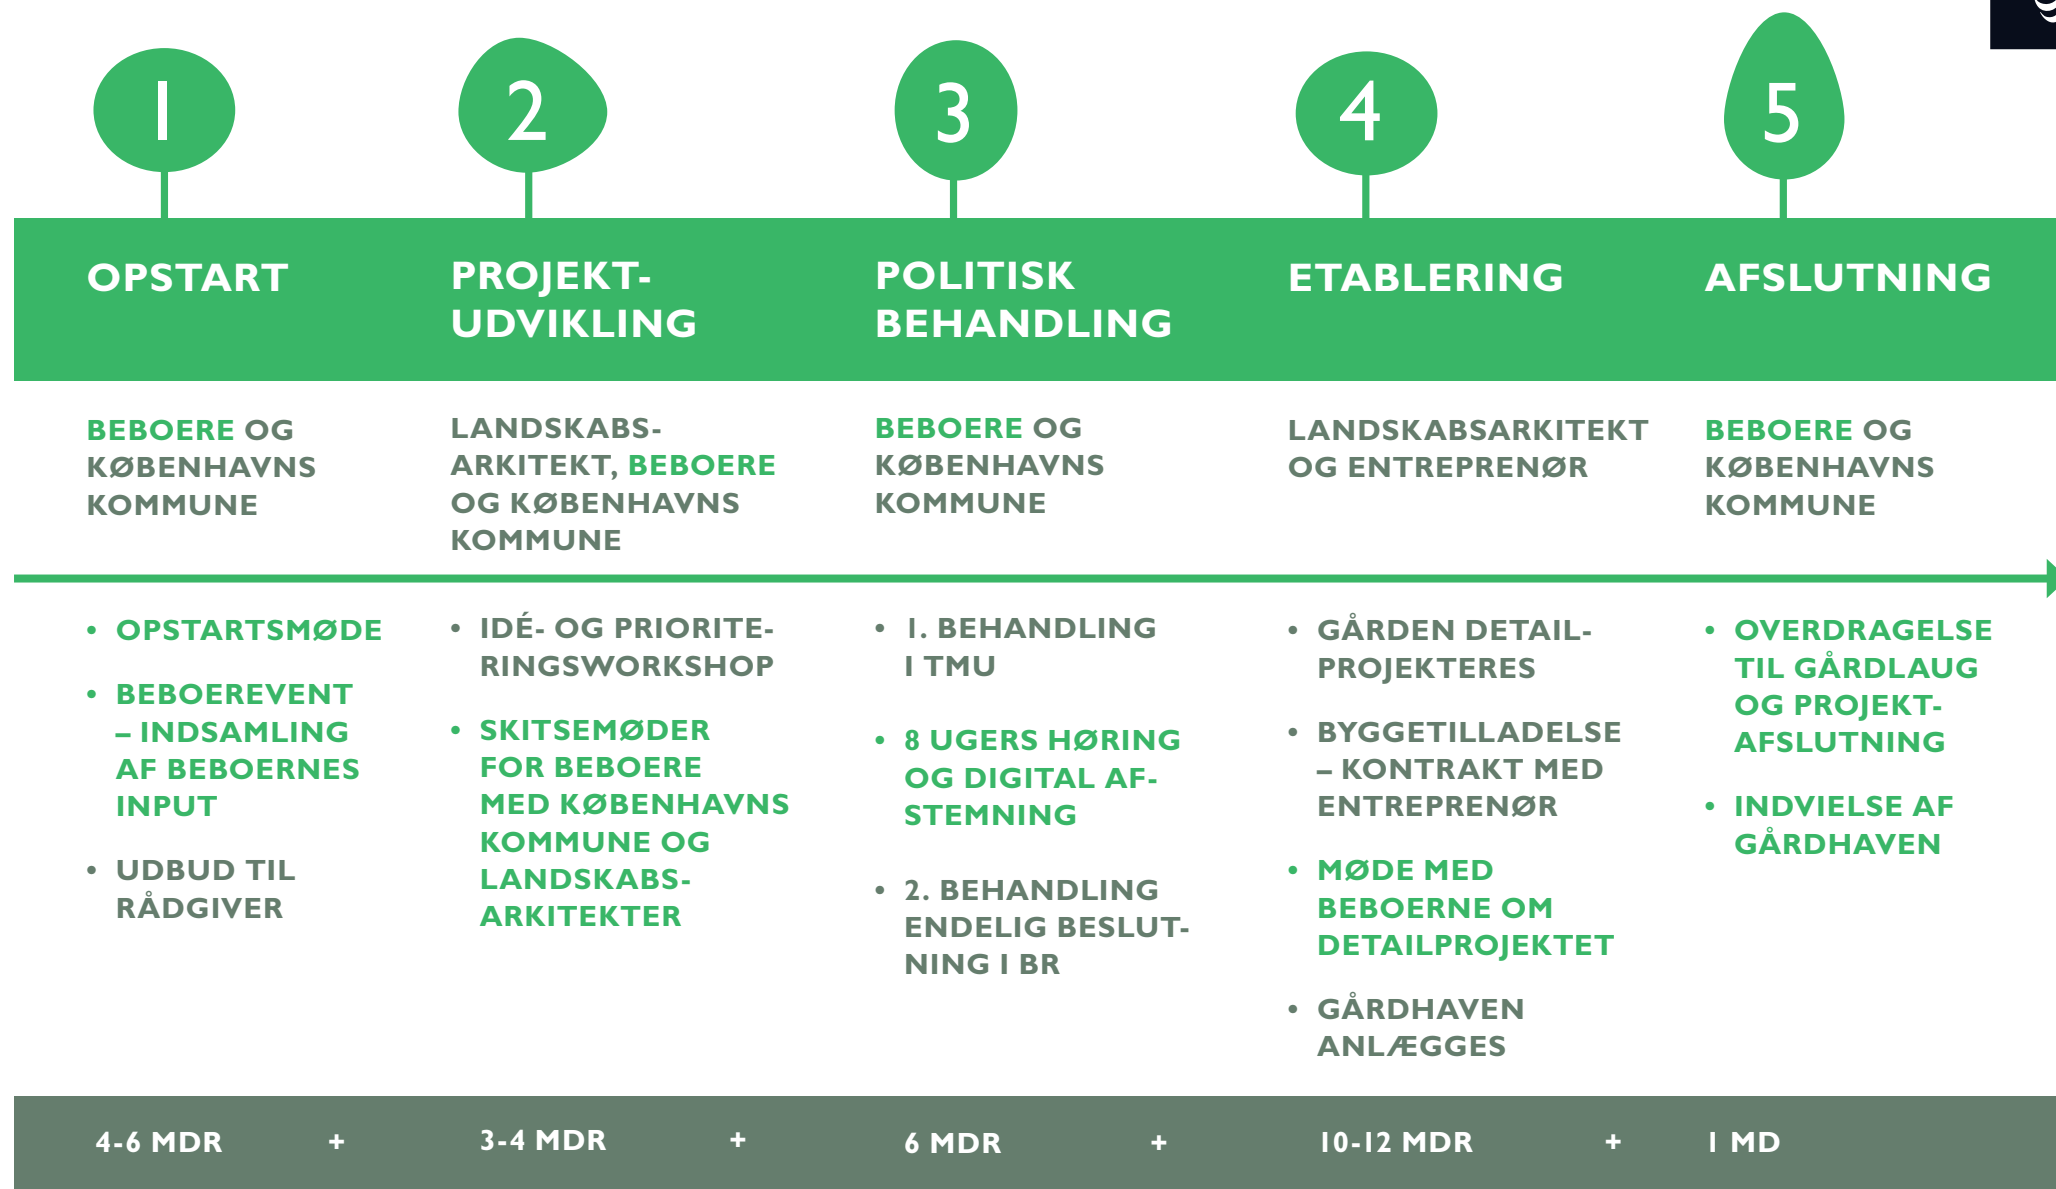 1
2
3
4
5
OPSTART
PROJEKT-
UDVIKLING
POLITISK
BEHANDLING
ETABLERING
AFSLUTNING
BEBOERE OG
KØBENHAVNS
KOMMUNE
LANDSKABS-
ARKITEKT, BEBOERE
OG KØBENHAVNS
KOMMUNE
BEBOERE OG
KØBENHAVNS
KOMMUNE
LANDSKABSARKITEKT
OG ENTREPRENØR
BEBOERE OG
KØBENHAVNS
KOMMUNE
• OPSTARTSMØDE
• BEBOEREVENT
– INDSAMLING
AF BEBOERNES
INPUT
• UDBUD TIL
RÅDGIVER
• IDÉ- OG PRIORITE-
RINGSWORKSHOP
• SKITSEMØDER
FOR BEBOERE
MED KØBENHAVNS
KOMMUNE OG
LANDSKABS-
ARKITEKTER
• 1. BEHANDLING
I TMU
• 8 UGERS HØRING
OG DIGITAL AF-
STEMNING
• 2. BEHANDLING
ENDELIG BESLUT-
NING I BR
• GÅRDEN DETAIL-
PROJEKTERES
• BYGGETILLADELSE
– KONTRAKT MED
ENTREPRENØR
• MØDE MED
BEBOERNE OM
DETAILPROJEKTET
• GÅRDHAVEN
ANLÆGGES
• OVERDRAGELSE
TIL GÅRDLAUG
OG PROJEKT-
AFSLUTNING
• INDVIELSE AF
GÅRDHAVEN
4-6 MDR + 3-4 MDR + 6 MDR + 10-12 MDR + 1 MD